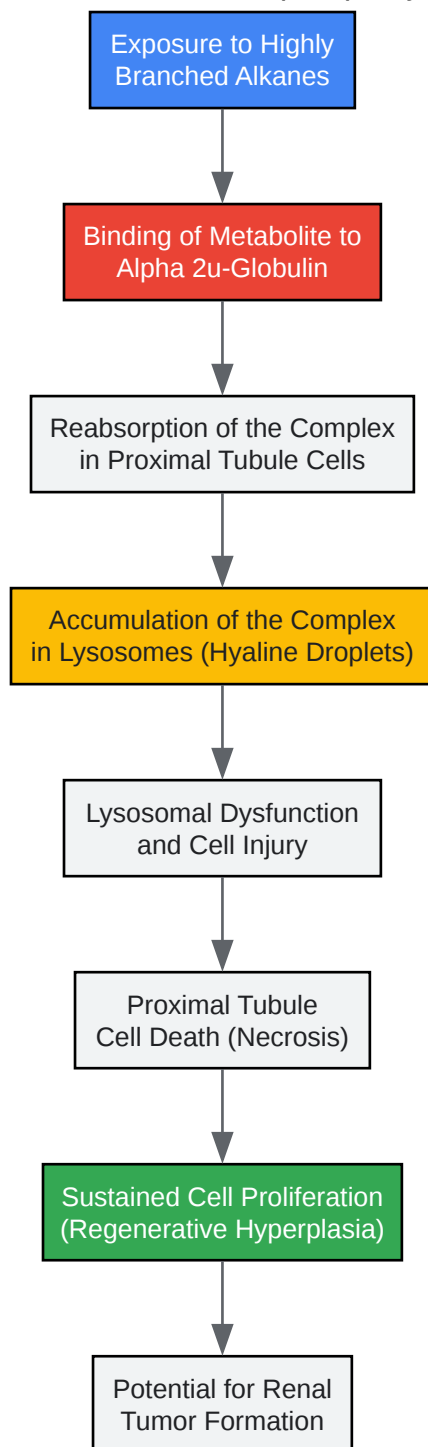 Exposure to Highly
Branched Alkanes
Binding of Metabolite to
Alpha 2u-Globulin
Reabsorption of the Complex
in Proximal Tubule Cells
Accumulation of the Complex
in Lysosomes (Hyaline Droplets)
Lysosomal Dysfunction
and Cell Injury
Proximal Tubule
Cell Death (Necrosis)
Sustained Cell Proliferation
(Regenerative Hyperplasia)
Potential for Renal
Tumor Formation